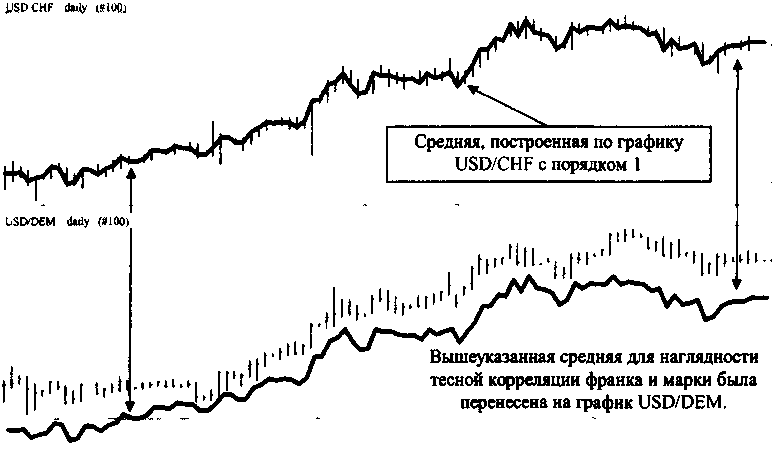 USD CHF daily (#100)
Средняя, построенная по графику
USD/CHF с порядком 1
USD/DEM daily (#100)
Вышеуказанная средняя для наглядности
тесной корреляции франка и марки была
перенесена на график USD/DEM.